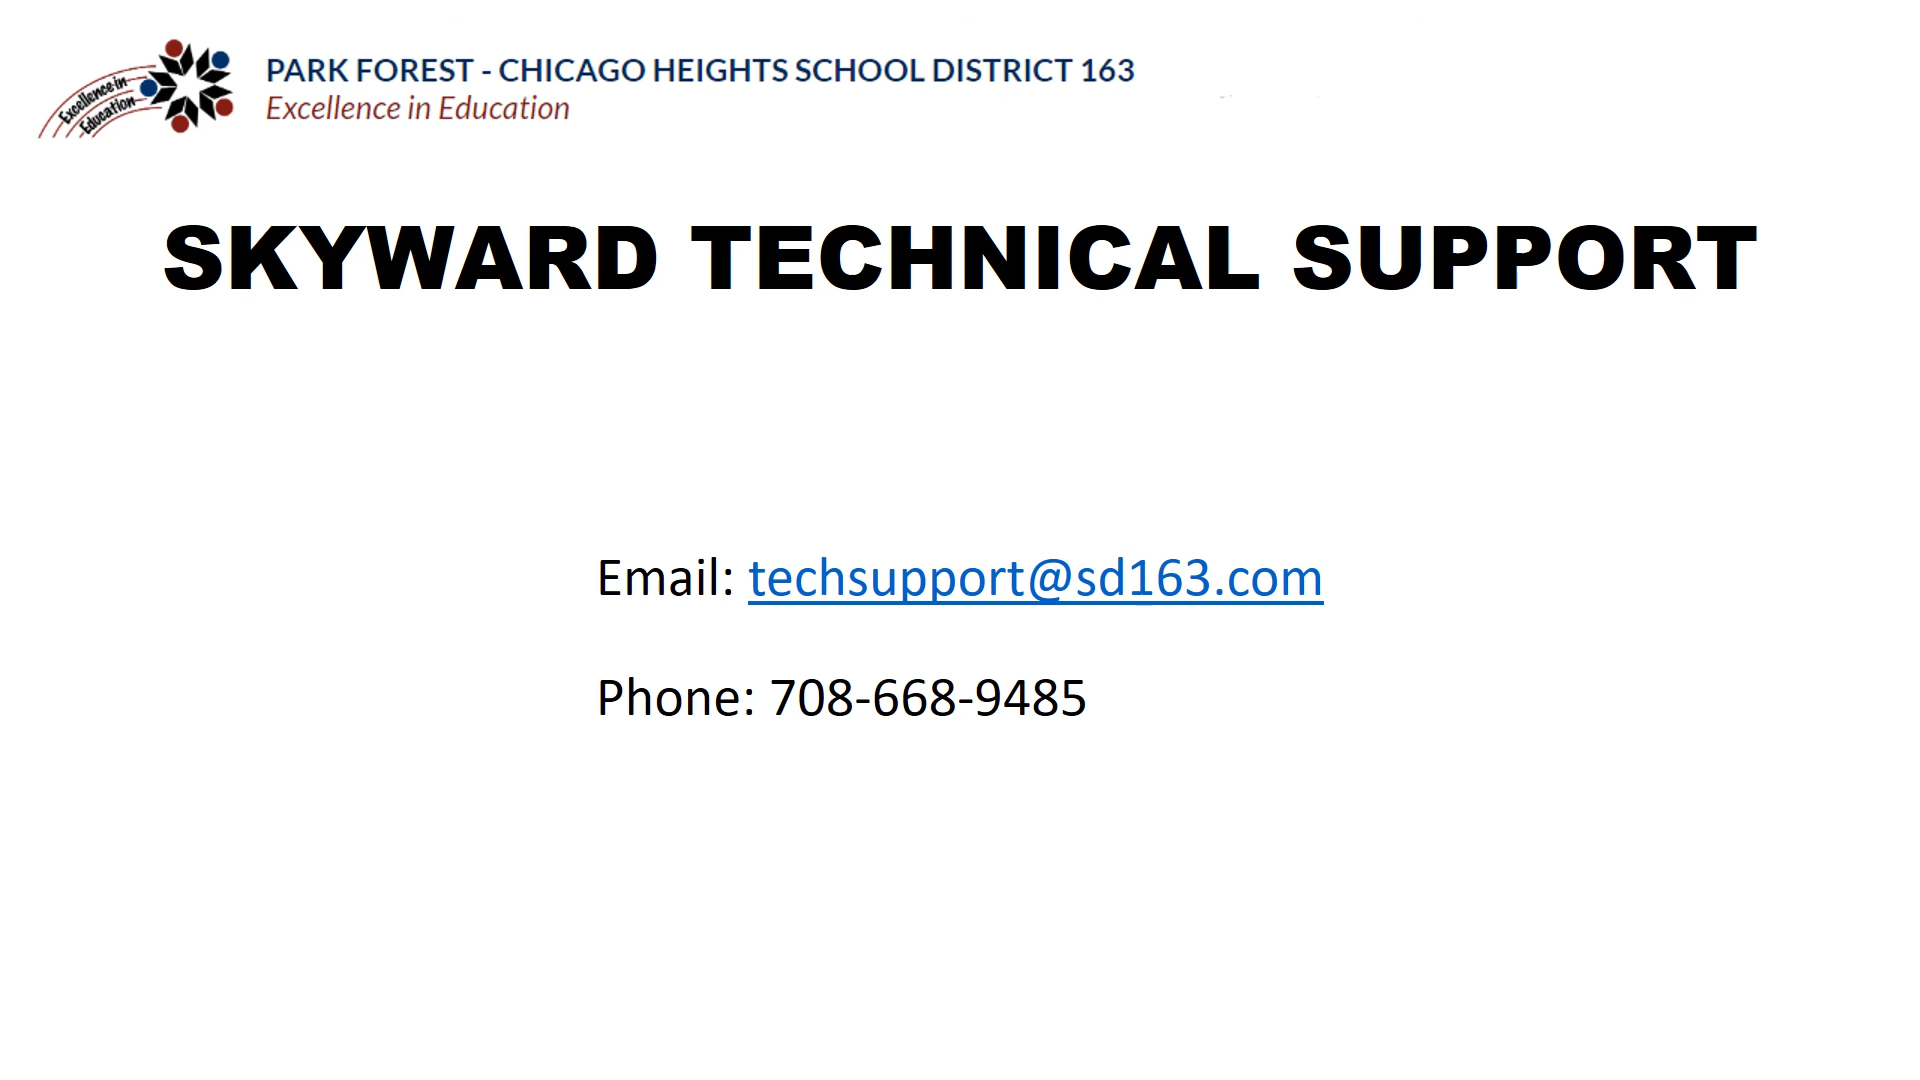 Excellence in
Education
PARK FOREST - CHICAGO HEIGHTS SCHOOL DISTRICT 163
Excellence in Education
SKYWARD TECHNICAL SUPPORT
Email: techsupport@sd163.com
Phone: 708-668-9485